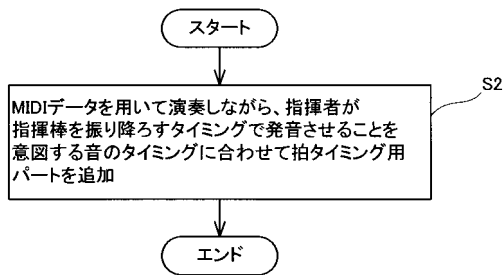 スタート
S2
MIDIデータを用いて演奏しながら、指揮者が
指揮棒を振り降ろすタイミングで発音させることを
意図する音のタイミングに合わせて拍タイミング用
パートを追加
エンド